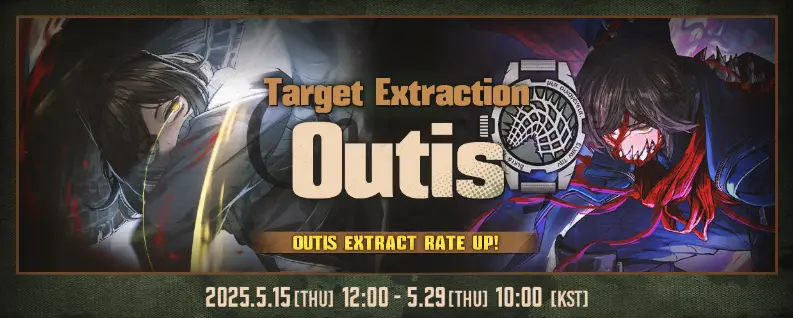 Target Extraction
Outis
OUTIS EXTRACT RATE UP!
2025.5.15[THU] 12:00 - 5.29[THU] 10:00 [KST]